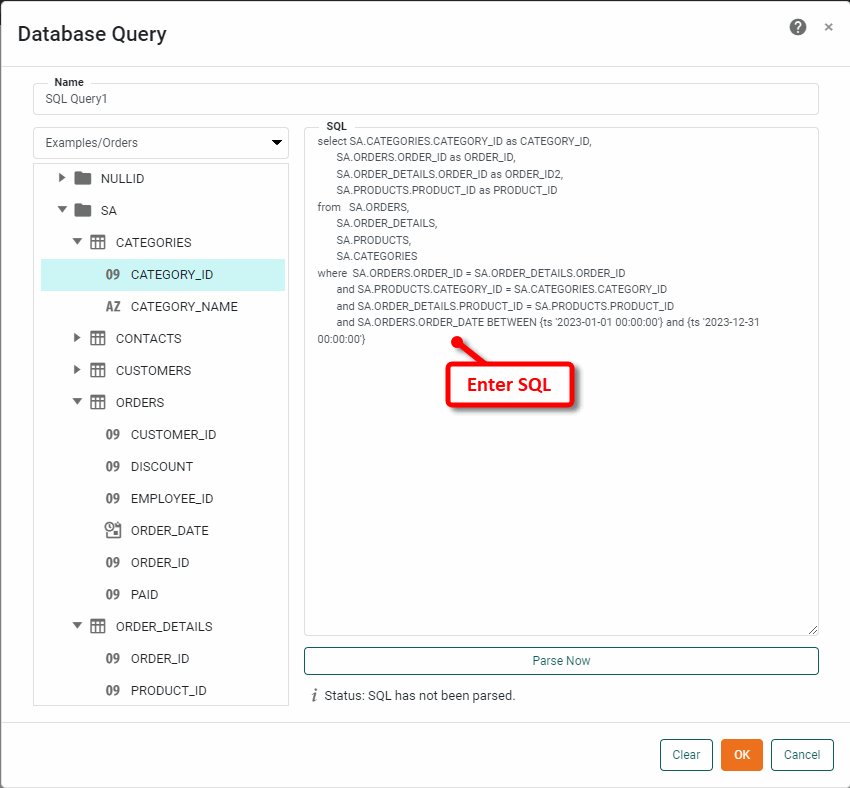 Database Query
Name
SQL Query1
Examples/Orders
NULLID
SA
CATEGORIES
09 CATEGORY_ID
AZ CATEGORY_NAME
CONTACTS
CUSTOMERS
ORDERS
09 CUSTOMER_ID
09 DISCOUNT
09 EMPLOYEE_ID
ORDER_DATE
09 ORDER_ID
09 PAID
ORDER_DETAILS
09 ORDER_ID
09 PRODUCT_ID
SQL
select SA.CATEGORIES.CATEGORY_ID as CATEGORY_ID,
SA.ORDERS.ORDER_ID as ORDER_ID,
SA.ORDER_DETAILS.ORDER_ID as ORDER_ID2,
SA.PRODUCTS.PRODUCT_ID as PRODUCT_ID
from SA.ORDERS,
SA.ORDER_DETAILS,
SA.PRODUCTS,
SA.CATEGORIES
where SA.ORDERS.ORDER_ID = SA.ORDER_DETAILS.ORDER_ID
and SA.PRODUCTS.CATEGORY_ID = SA.CATEGORIES.CATEGORY_ID
and SA.ORDER_DETAILS.PRODUCT_ID = SA.PRODUCTS.PRODUCT_ID
and SA.ORDERS.ORDER_DATE BETWEEN {ts '2023-01-01 00:00:00'} and {ts '2023-12-31
00:00:00'}
Enter SQL
Parse Now
i Status: SQL has not been parsed.
Clear
OK
Cancel